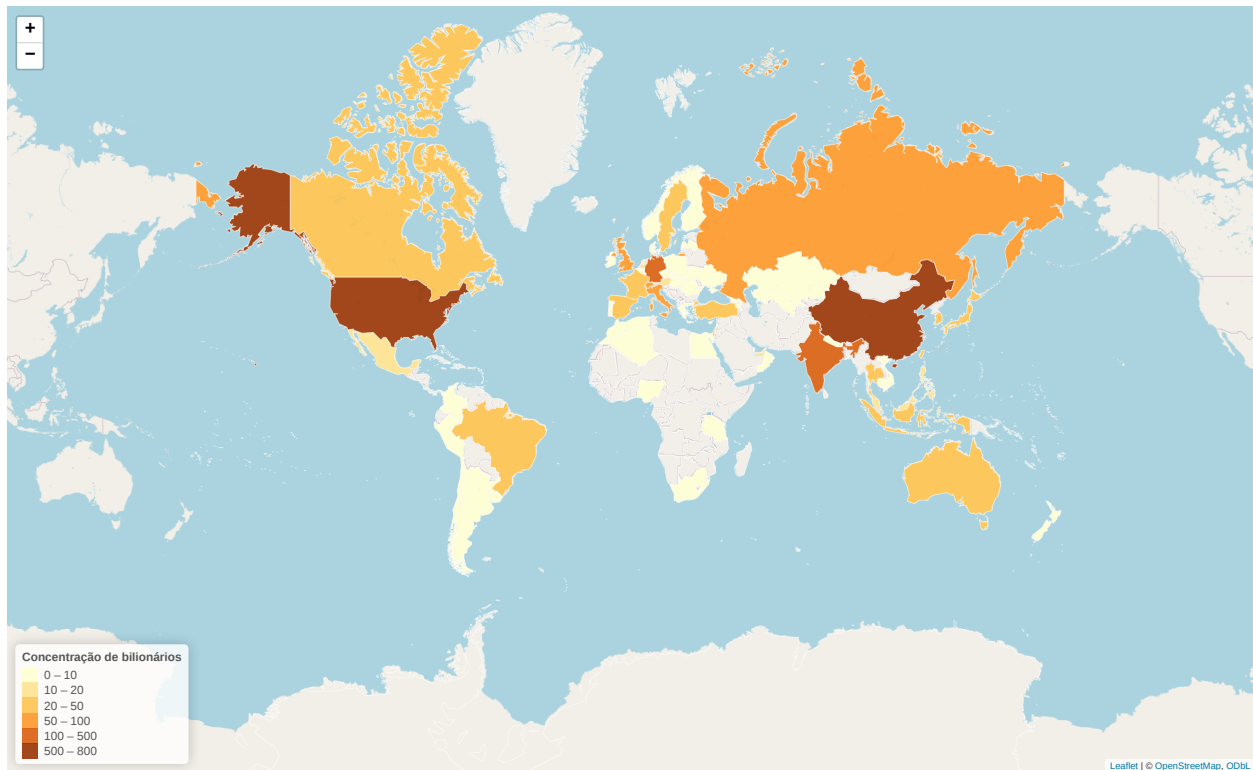 +
−
Concentração de bilionários
0 – 10
10 – 20
20 – 50
50 – 100
100 – 500
500 – 800
Leaflet | © OpenStreetMap, ODbL